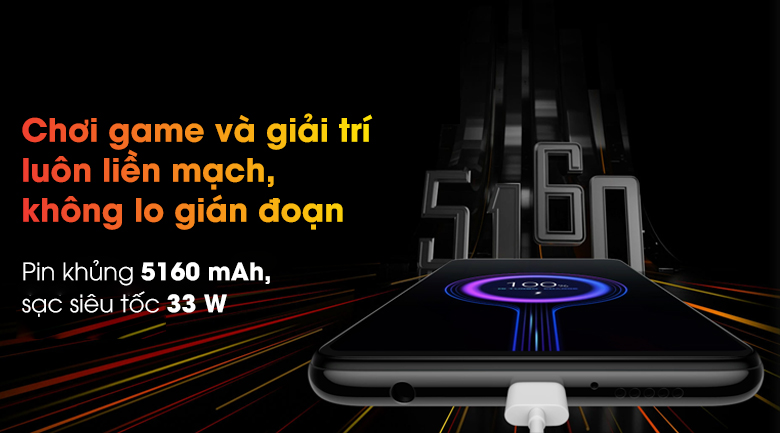 Chơi game và giải trí
luôn liền mạch,
không lo gián đoạn
Pin khủng 5160 mAh,
sạc siêu tốc 33 W
5160
100%